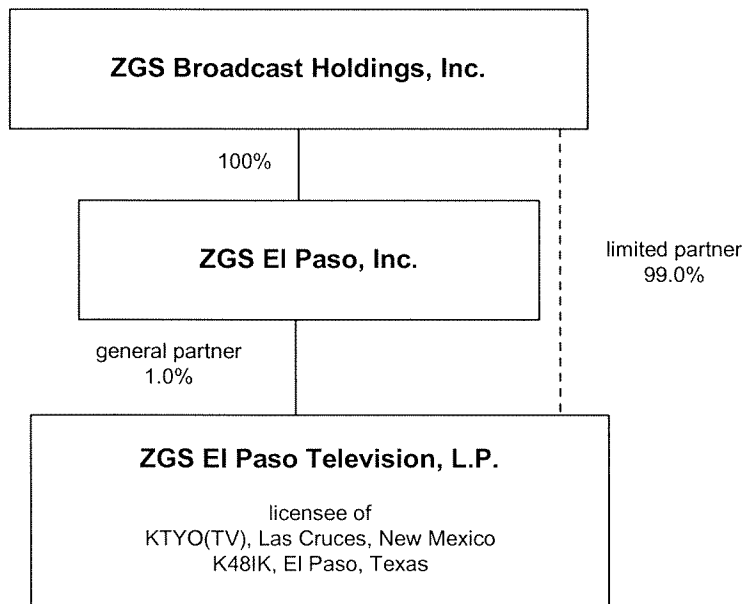 ZGS Broadcast Holdings, Inc.
100%
ZGS El Paso, Inc.
limited partner
99.0%
general partner
1.0%
ZGS El Paso Television, L.P.
licensee of
KTYO(TV), Las Cruces, New Mexico
K48IK, El Paso, Texas